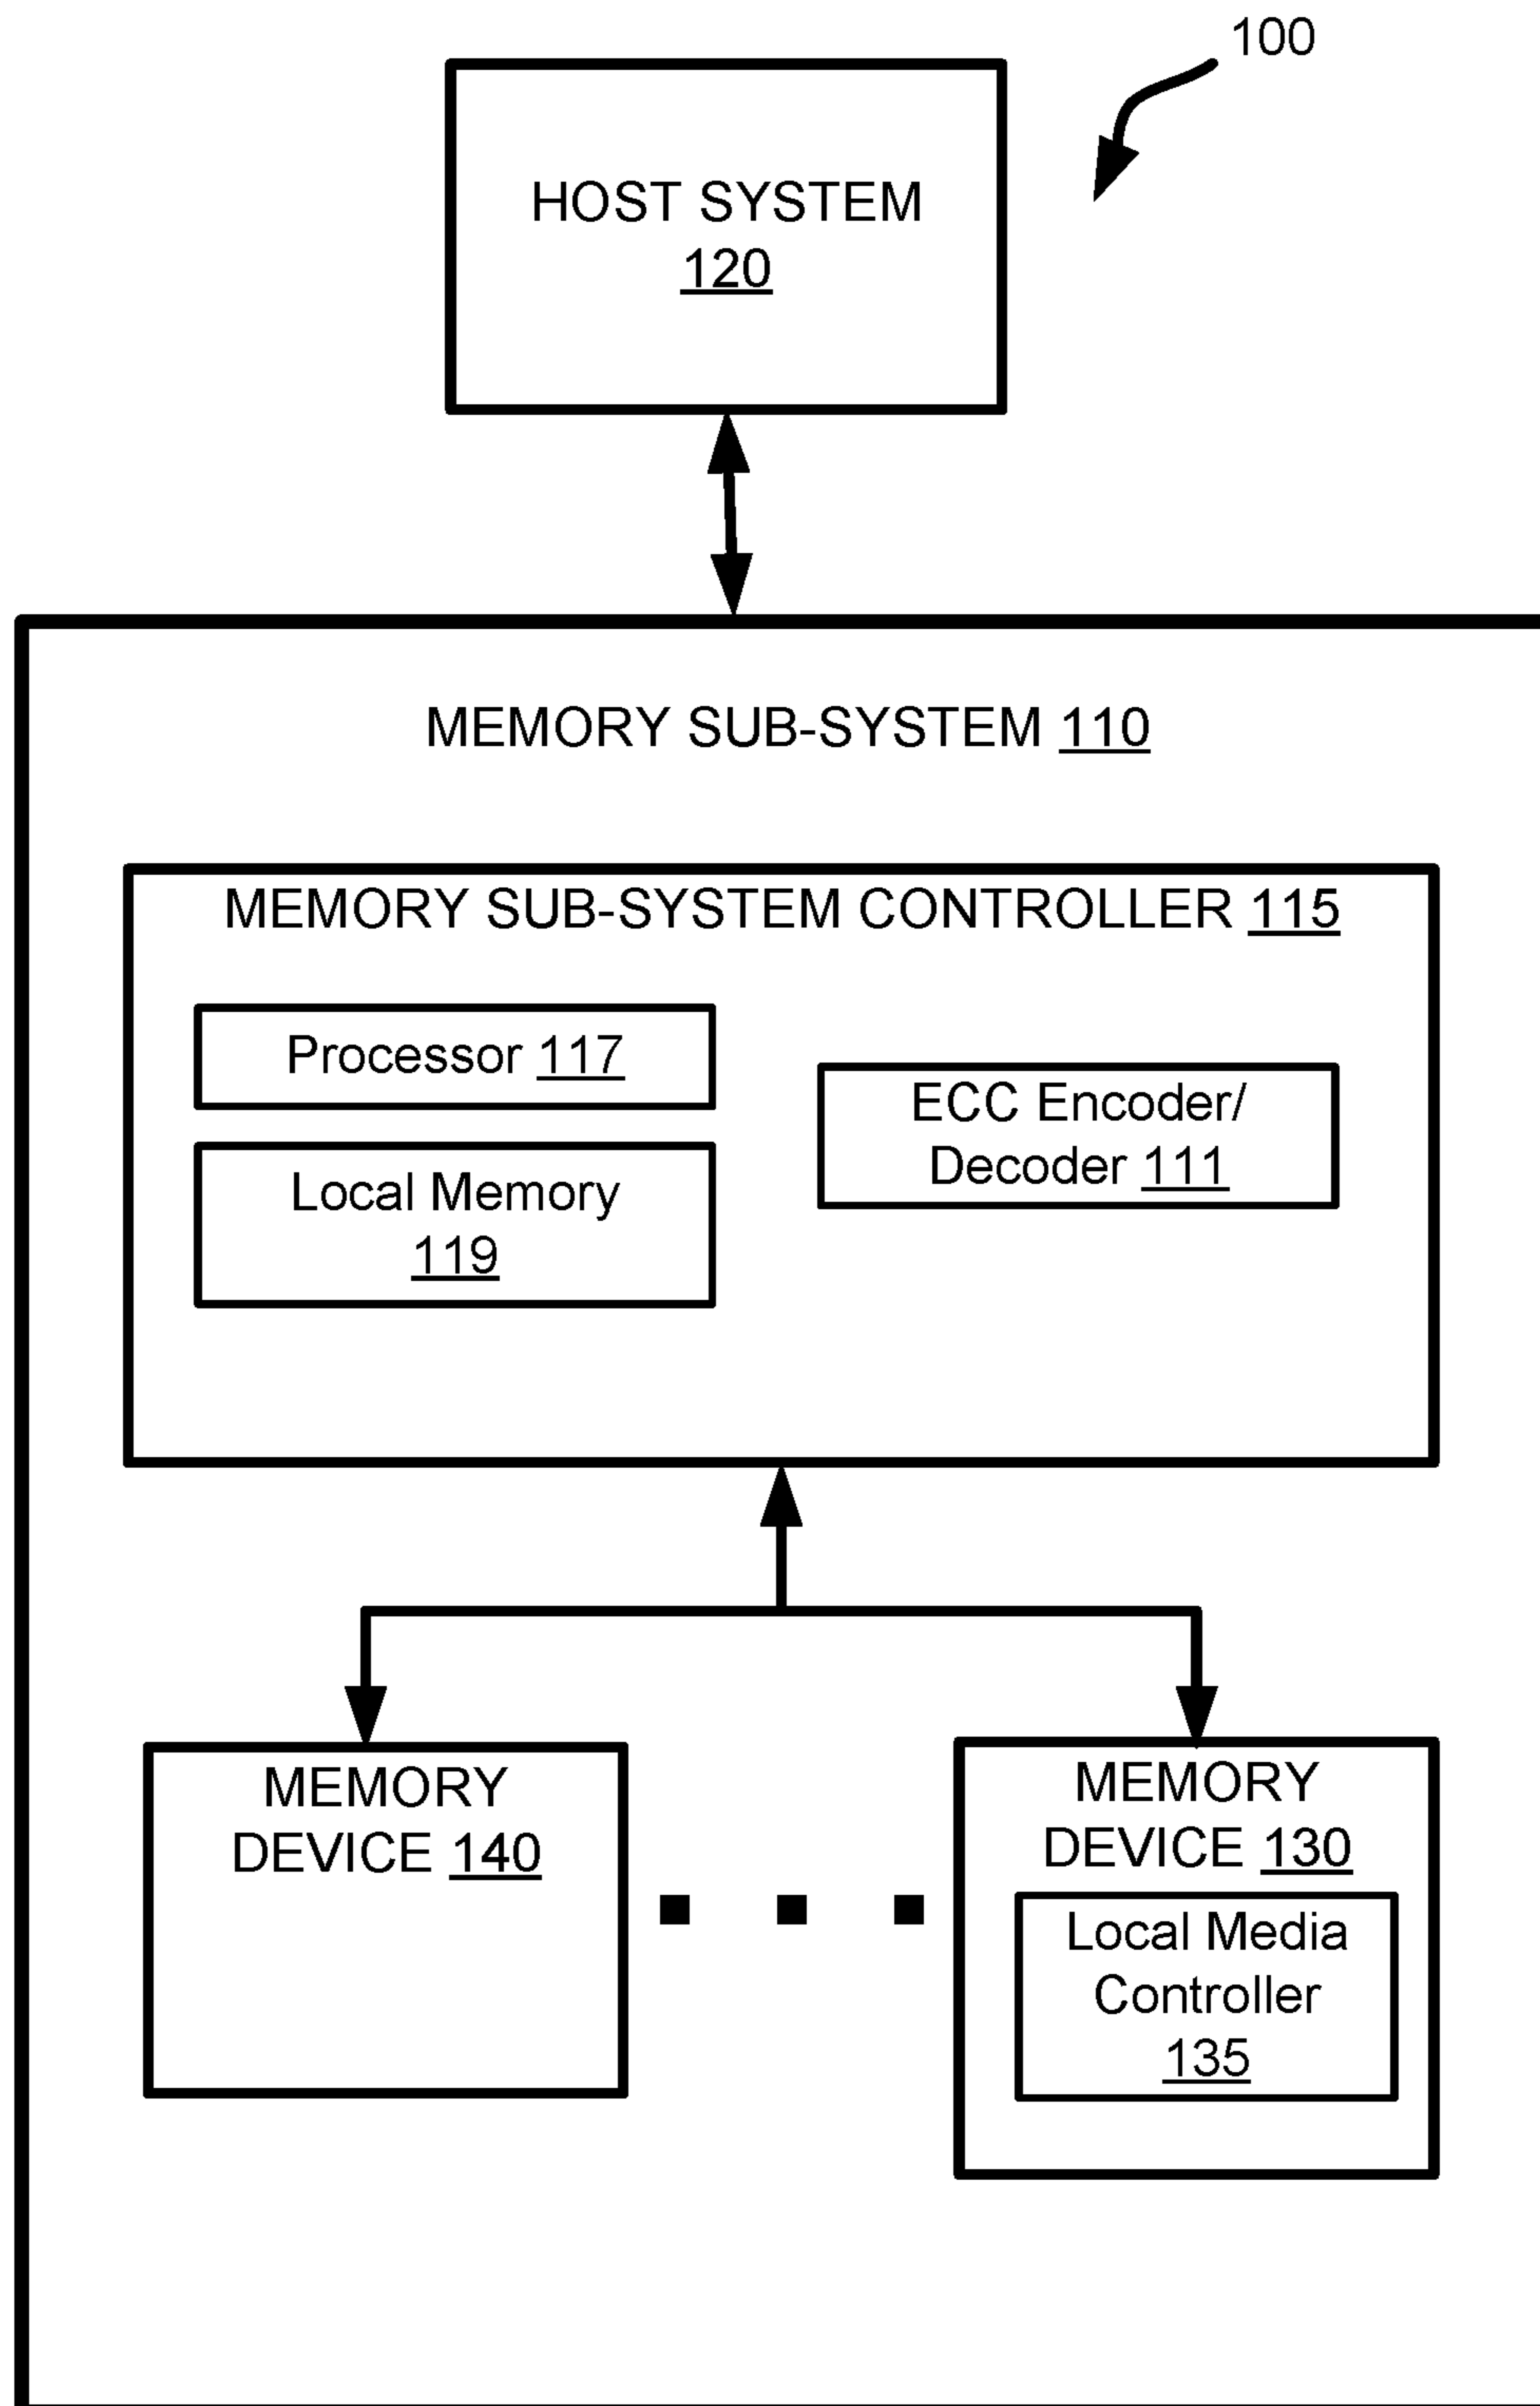 100
HOST SYSTEM
120
MEMORY SUB-SYSTEM 110
MEMORY SUB-SYSTEM CONTROLLER 115
Processor 117
Local Memory
119
ECC Encoder/
Decoder 111
MEMORY
DEVICE 140
MEMORY
DEVICE 130
Local Media
Controller
135